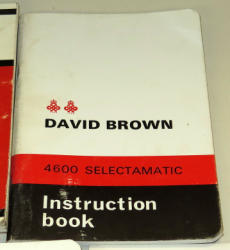 DAVID BROWN
4600 SELECTAMATIC
Instruction
book